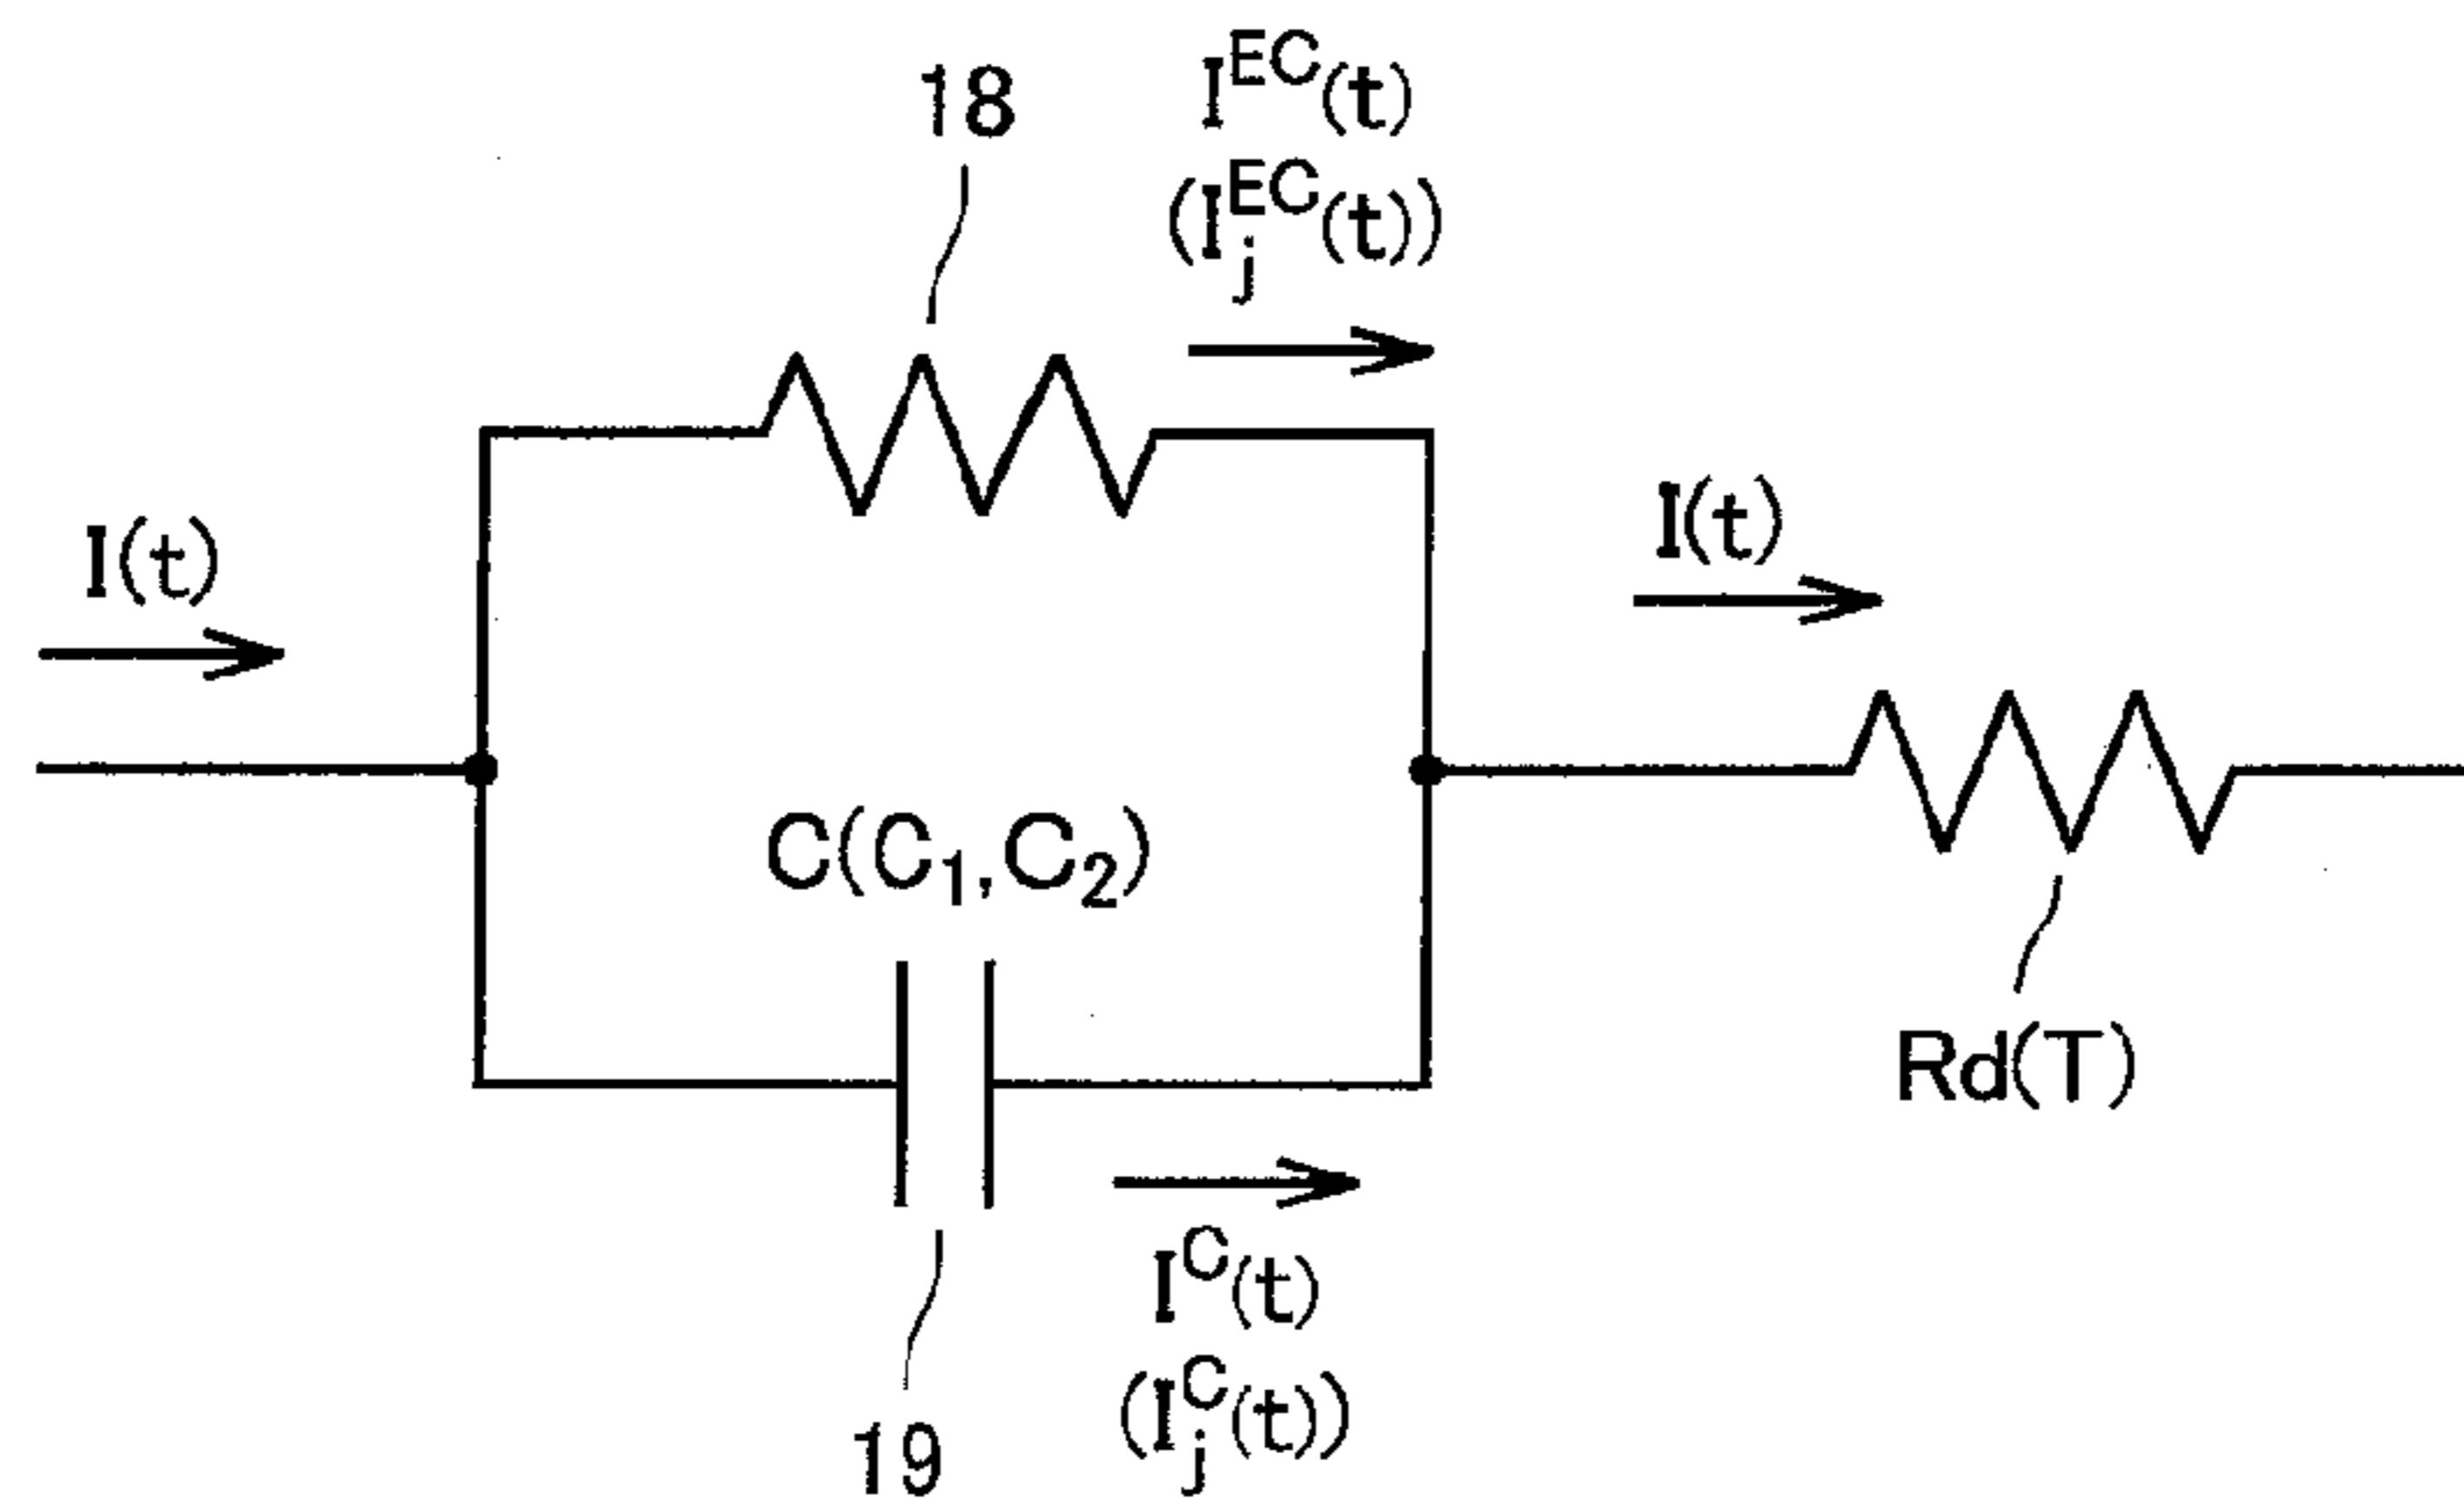 18
I^EC(t)
(I_j^EC(t))
I(t)
I(t)
C(C₁,C₂)
Rd(T)
I^C(t)
(I_j^C(t))
19